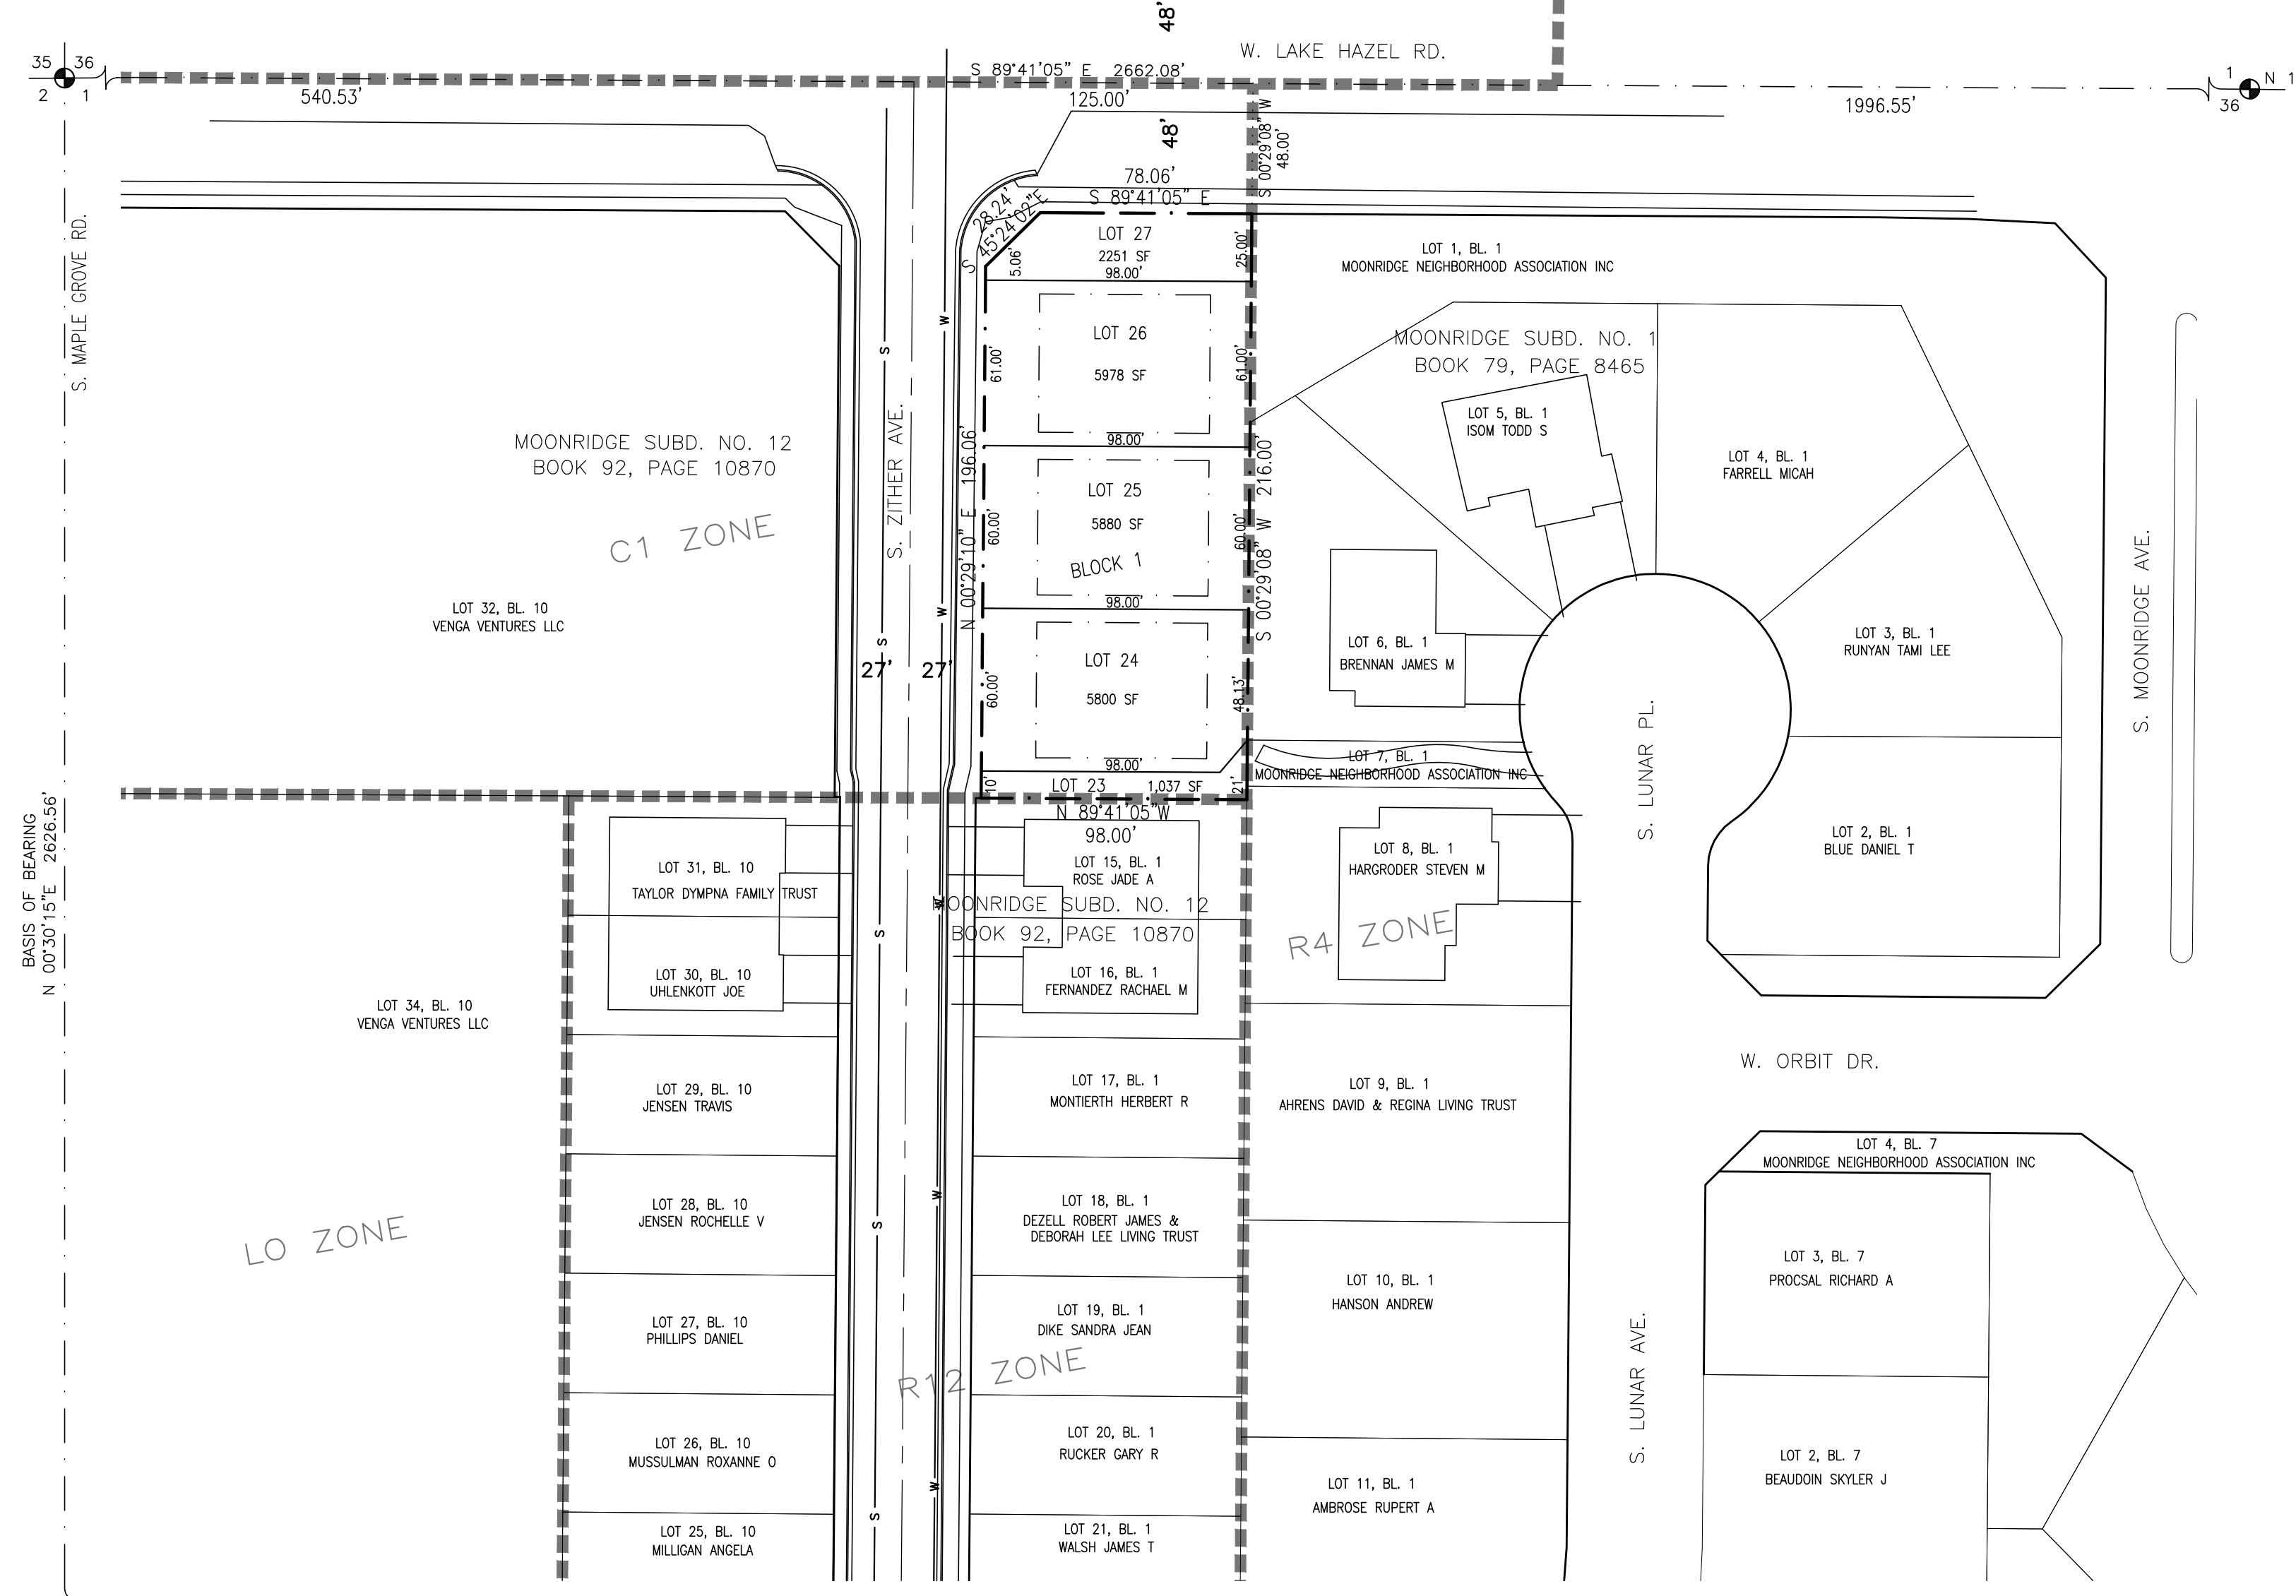 48'
W. LAKE HAZEL RD.
35 36
2 1
S 89°41'05" E 2662.08'
1 N 1
36
540.53'
125.00'
1996.55'
48'
S 00°29'08" W
48.00'
78.06'
S 89°41'05" E
28.24'
S 45°24'02"E
S. MAPLE GROVE RD.
LOT 27
2251 SF
98.00'
5.06'
25.00'
LOT 1, BL. 1
MOONRIDGE NEIGHBORHOOD ASSOCIATION INC
W
S
LOT 26
5978 SF
61.00'
61.00'
98.00'
MOONRIDGE SUBD. NO. 1
BOOK 79, PAGE 8465
LOT 5, BL. 1
ISOM TODD S
LOT 4, BL. 1
FARRELL MICAH
MOONRIDGE SUBD. NO. 12
BOOK 92, PAGE 10870
C1 ZONE
S. ZITHER AVE.
N 00°29'10" E 196.06'
S 00°29'08" W 216.00'
LOT 25
5880 SF
60.00'
60.00'
BLOCK 1
98.00'
W
S
LOT 32, BL. 10
VENGA VENTURES LLC
27' 27'
LOT 24
5800 SF
60.00'
48.13'
98.00'
LOT 6, BL. 1
BRENNAN JAMES M
LOT 3, BL. 1
RUNYAN TAMI LEE
S. MOONRIDGE AVE.
S. LUNAR PL.
LOT 7, BL. 1
MOONRIDGE NEIGHBORHOOD ASSOCIATION INC
10'
LOT 23 1,037 SF
21'
N 89°41'05"W
98.00'
BASIS OF BEARING
N 00°30'15"E 2626.56'
LOT 31, BL. 10
TAYLOR DYMPNA FAMILY TRUST
LOT 15, BL. 1
ROSE JADE A
LOT 8, BL. 1
HARGRODER STEVEN M
LOT 2, BL. 1
BLUE DANIEL T
W
S
MOONRIDGE SUBD. NO. 12
BOOK 92, PAGE 10870
R4 ZONE
LOT 30, BL. 10
UHLENKOTT JOE
LOT 16, BL. 1
FERNANDEZ RACHAEL M
LOT 34, BL. 10
VENGA VENTURES LLC
W. ORBIT DR.
LOT 29, BL. 10
JENSEN TRAVIS
LOT 17, BL. 1
MONTIERTH HERBERT R
LOT 9, BL. 1
AHRENS DAVID & REGINA LIVING TRUST
LOT 4, BL. 7
MOONRIDGE NEIGHBORHOOD ASSOCIATION INC
W
S
LOT 28, BL. 10
JENSEN ROCHELLE V
LOT 18, BL. 1
DEZELL ROBERT JAMES &
DEBORAH LEE LIVING TRUST
LO ZONE
LOT 10, BL. 1
HANSON ANDREW
LOT 3, BL. 7
PROCSAL RICHARD A
LOT 27, BL. 10
PHILLIPS DANIEL
LOT 19, BL. 1
DIKE SANDRA JEAN
R12 ZONE
S. LUNAR AVE.
LOT 26, BL. 10
MUSSULMAN ROXANNE O
LOT 20, BL. 1
RUCKER GARY R
LOT 11, BL. 1
AMBROSE RUPERT A
LOT 2, BL. 7
BEAUDOIN SKYLER J
W
S
LOT 25, BL. 10
MILLIGAN ANGELA
LOT 21, BL. 1
WALSH JAMES T